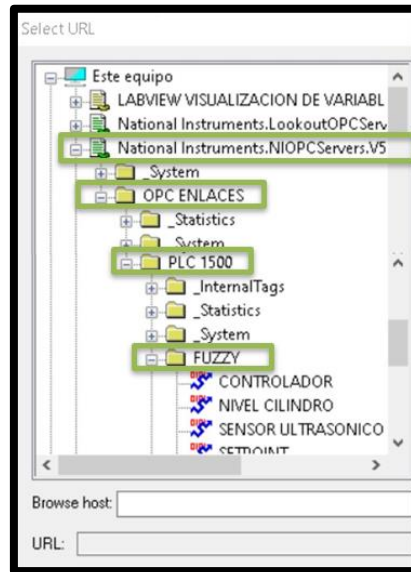 Select URL
Este equipo
LABVIEW VISUALIZACION DE VARIABL
National Instruments.LookoutOPCServ
National Instruments.NIOPCServers.V5
_System
OPC ENLACES
_Statistics
_System
PLC 1500
_InternalTags
_Statistics
_System
FUZZY
CONTROLADOR
NIVEL CILINDRO
SENSOR ULTRASONICO
SETPOINT
Browse host:
URL: